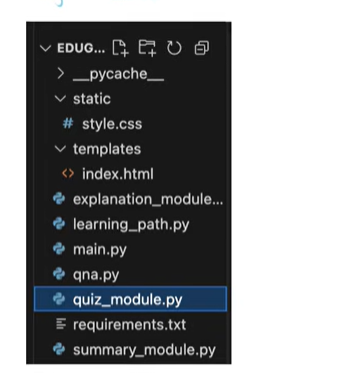 EDUG...
__pycache__
static
# style.css
templates
<> index.html
explanation_module...
learning_path.py
main.py
qna.py
quiz_module.py
requirements.txt
summary_module.py